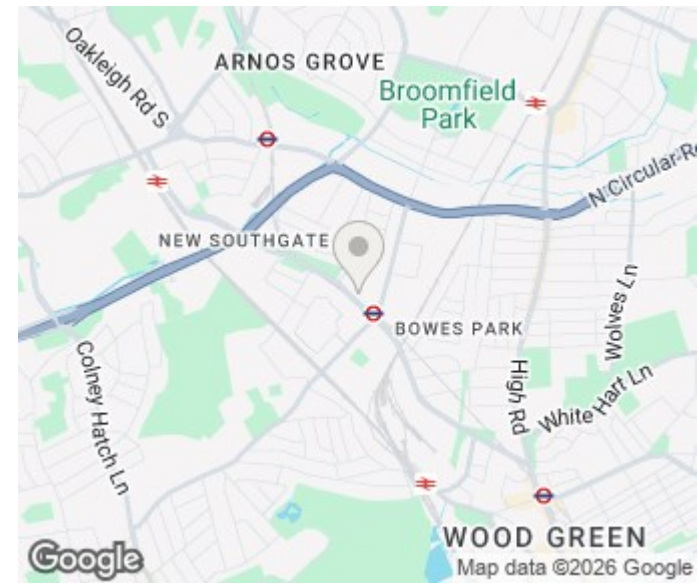 Oakleigh Rd S
ARNOS GROVE
Broomfield
Park
N Circular R
NEW SOUTHGATE
BOWES PARK
Wolves Ln
High Rd
White Hart Ln
Colney Hatch Ln
WOOD GREEN
Google
Map data ©2026 Google